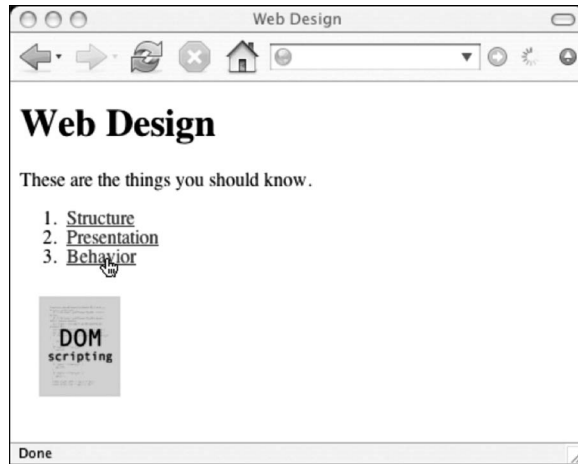 Web Design
Web Design
These are the things you should know.
1. Structure
2. Presentation
3. Behavior
DOM
scripting
Done